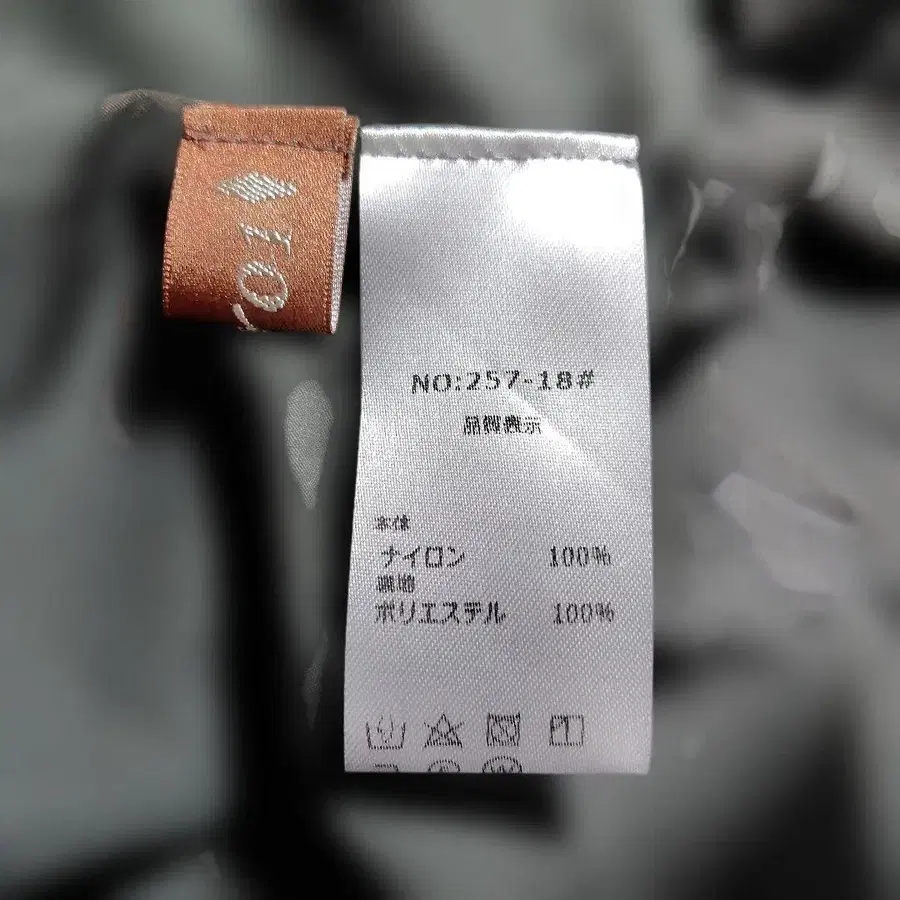 NO:257-18#
品質表示
本体
ナイロン 100%
裏地
ポリエステル 100%